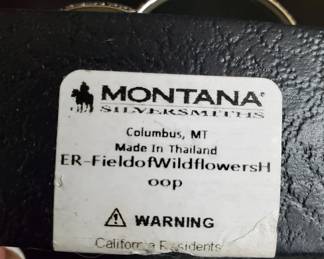 MONTANA®
SILVERSMITHS
Columbus, MT
Made In Thailand
ER-FieldofWildflowersH
oop
⚠ WARNING
California Residents